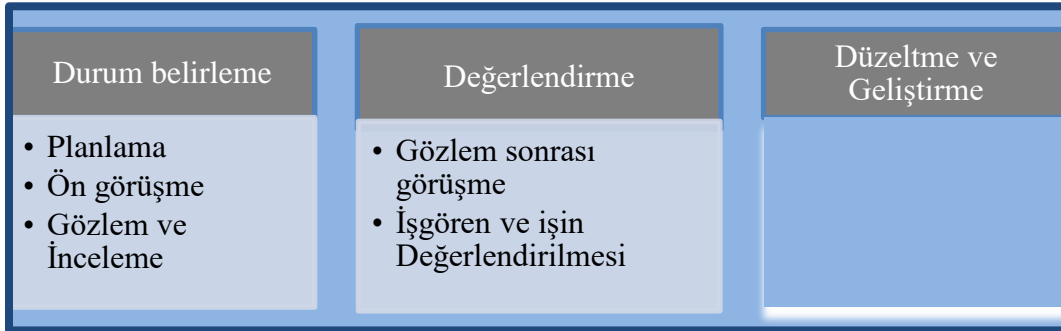 Durum belirleme
• Planlama
• Ön görüşme
• Gözlem ve
İnceleme
Değerlendirme
• Gözlem sonrası
görüşme
• İşgören ve işin
Değerlendirilmesi
Düzeltme ve
Geliştirme